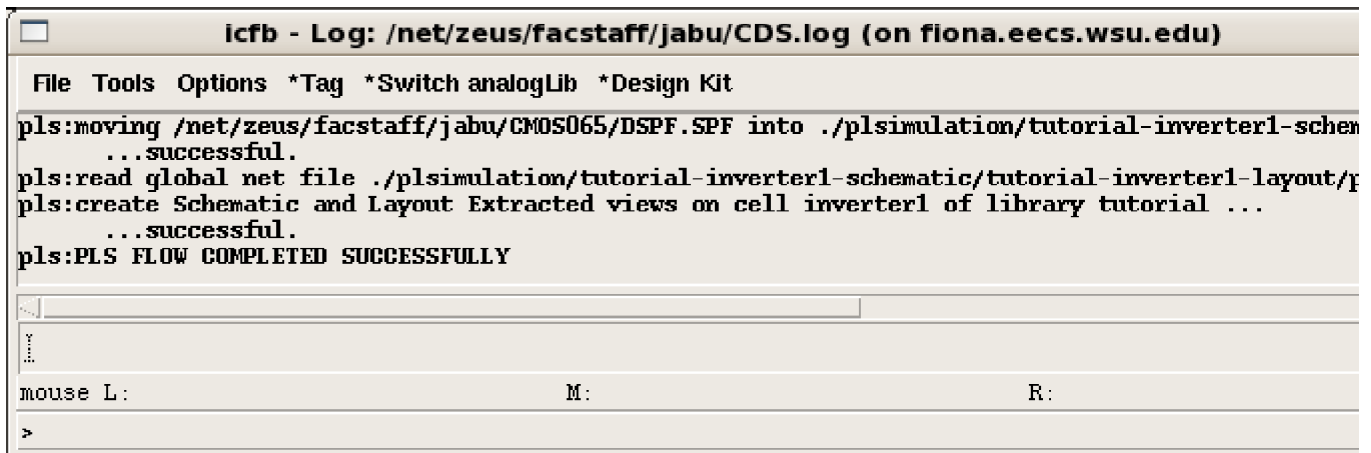 icfb - Log: /net/zeus/facstaff/jabu/CDS.log (on fiona.eecs.wsu.edu)
File Tools Options *Tag *Switch analogLib *Design Kit
pls:moving /net/zeus/facstaff/jabu/CMOS065/DSPF.SPF into ./plsimulation/tutorial-inverter1-schem
...successful.
pls:read global net file ./plsimulation/tutorial-inverter1-schematic/tutorial-inverter1-layout/p
pls:create Schematic and Layout Extracted views on cell inverter1 of library tutorial ...
...successful.
pls:PLS FLOW COMPLETED SUCCESSFULLY
mouse L: M: R:
>